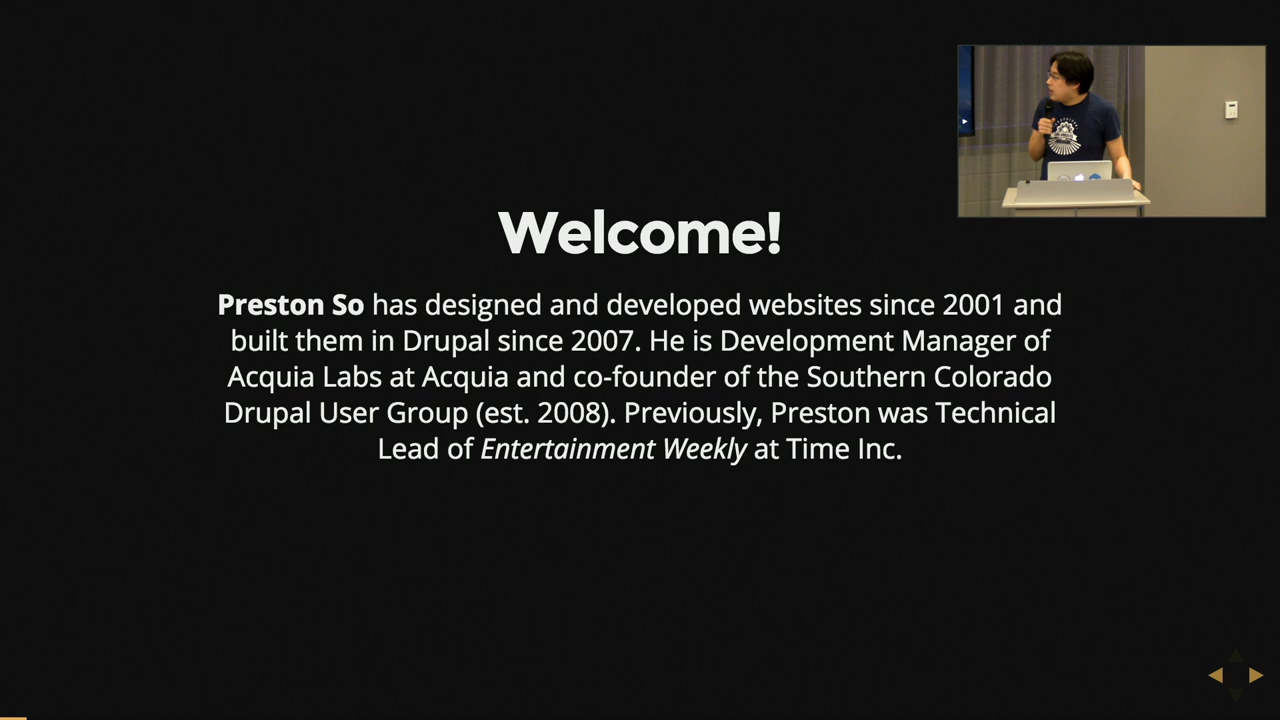 Welcome!
Preston So has designed and developed websites since 2001 and
built them in Drupal since 2007. He is Development Manager of
Acquia Labs at Acquia and co-founder of the Southern Colorado
Drupal User Group (est. 2008). Previously, Preston was Technical
Lead of Entertainment Weekly at Time Inc.